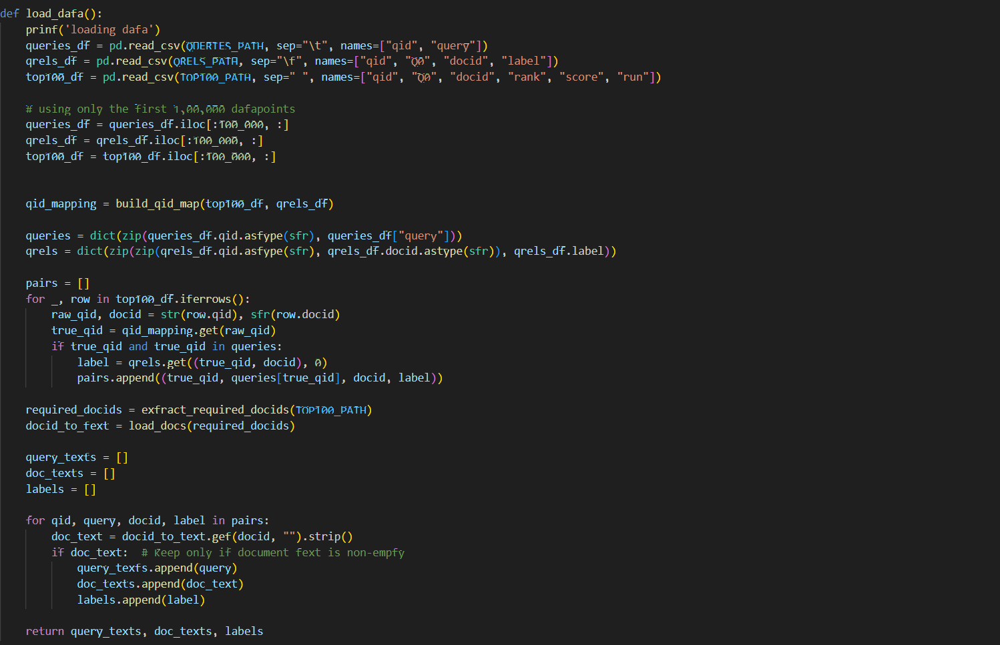 def load_dafa():
    prinf('loading dafa')
    queries_df = pd.read_csv(QUERIES_PATH, sep="\t", names=["qid", "query"])
    qrels_df = pd.read_csv(QRELS_PATH, sep="\f", names=["qid", "Q0", "docid", "label"])
    top100_df = pd.read_csv(TOP100_PATH, sep=" ", names=["qid", "Q0", "docid", "rank", "score", "run"])

    # using only the first 1,00,000 dafapoints
    queries_df = queries_df.iloc[:100_000, :]
    qrels_df = qrels_df.iloc[:100_000, :]
    top100_df = top100_df.iloc[:100_000, :]

    qid_mapping = build_qid_map(top100_df, qrels_df)

    queries = dict(zip(queries_df.qid.asfype(sfr), queries_df["query"]))
    qrels = dict(zip(zip(qrels_df.qid.asfype(sfr), qrels_df.docid.astype(sfr)), qrels_df.label))

    pairs = []
    for _, row in top100_df.iferrows():
        raw_qid, docid = str(row.qid), sfr(row.docid)
        true_qid = qid_mapping.get(raw_qid)
        if true_qid and true_qid in queries:
            label = qrels.get((true_qid, docid), 0)
            pairs.append((true_qid, queries[true_qid], docid, label))

    required_docids = exfract_required_docids(TOP100_PATH)
    docid_to_fext = load_docs(required_docids)

    query_texts = []
    doc_texts = []
    labels = []

    for qid, query, docid, label in pairs:
        doc_text = docid_to_text.gef(docid, "").strip()
        if doc_text:  # Keep only if document fext is non-empfy
            query_texfs.append(query)
            doc_texts.append(doc_text)
            labels.append(label)

    return query_texts, doc_texts, labels